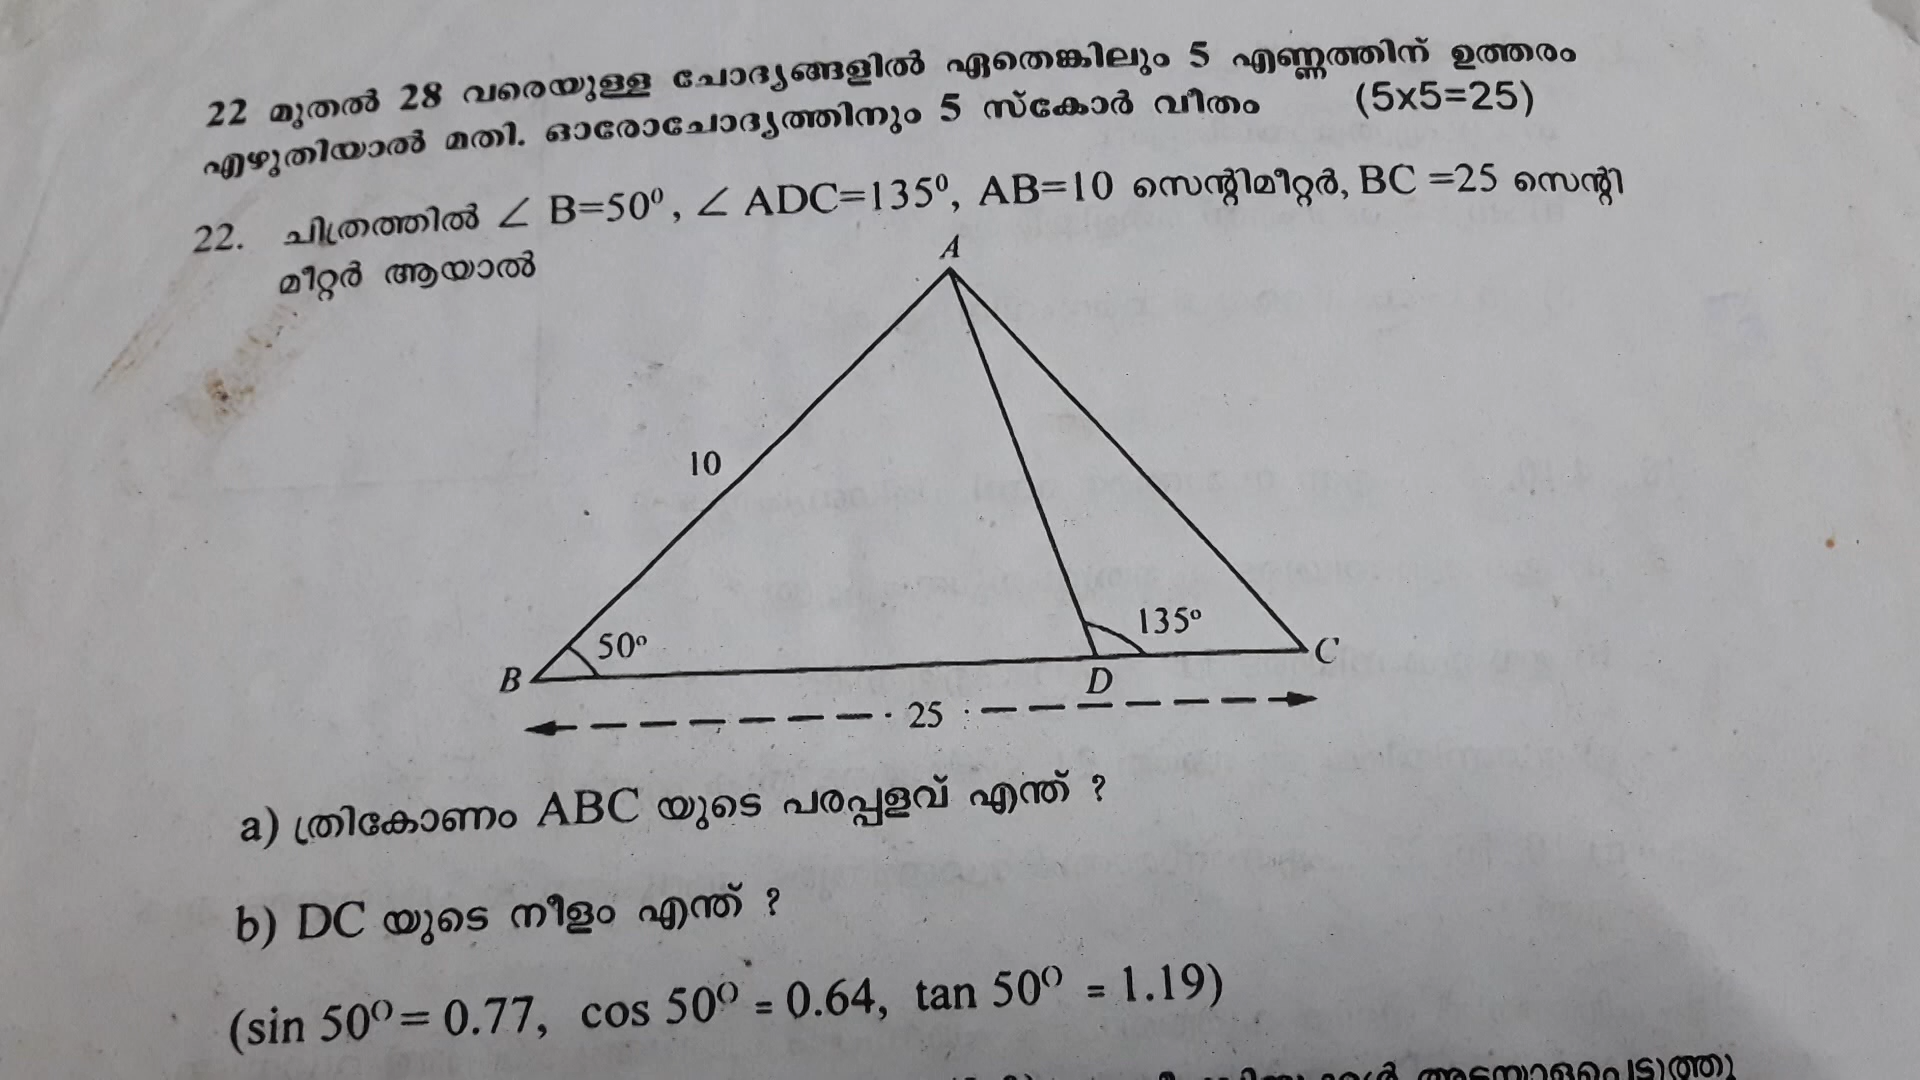 22 മുതൽ 28 വരെയുള്ള ചോദ്യങ്ങളിൽ ഏതെങ്കിലും 5 എണ്ണത്തിന് ഉത്തരം
എഴുതിയാൽ മതി. ഓരോചോദ്യത്തിനും 5 സ്കോർ വീതം (5x5=25)
22. ചിത്രത്തിൽ ∠ B=50⁰, ∠ ADC=135⁰, AB=10 സെന്റിമീറ്റർ, BC =25 സെന്റി
മീറ്റർ ആയാൽ
A
10
50⁰
135⁰
B
D
C
25
a) ത്രികോണം ABC യുടെ പരപ്പളവ് എന്ത് ?
b) DC യുടെ നീളം എന്ത് ?
(sin 50⁰= 0.77, cos 50⁰ = 0.64, tan 50⁰ = 1.19)